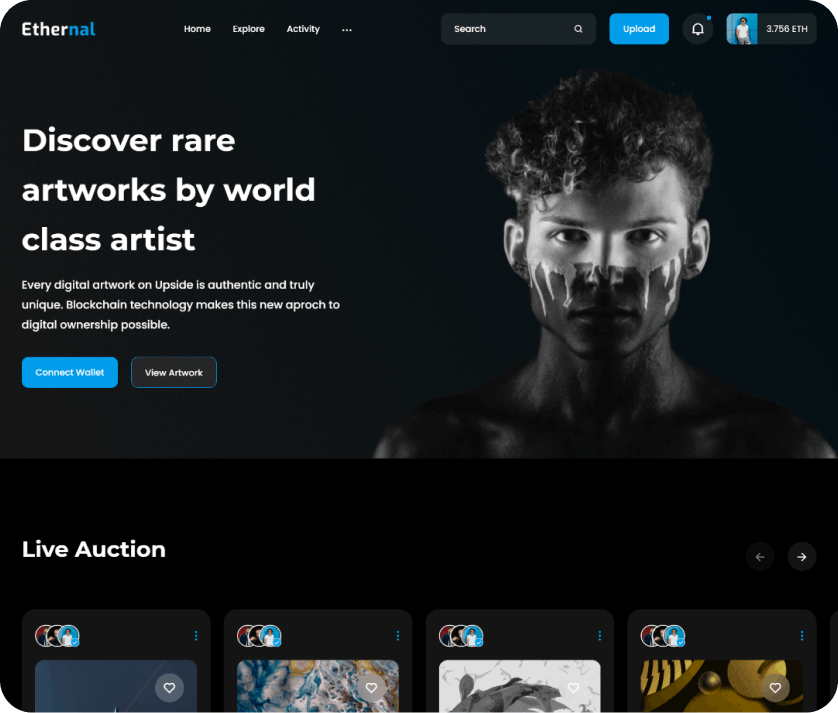 Ethernal Home Explore Activity ... Search Upload 3.756 ETH
Discover rare
artworks by world
class artist
Every digital artwork on Upside is authentic and truly
unique. Blockchain technology makes this new aproch to
digital ownership possible.
Connect Wallet View Artwork
Live Auction